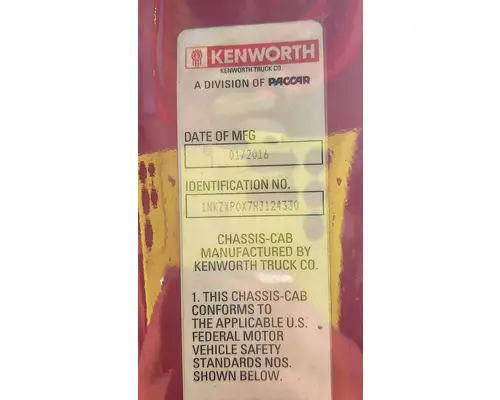 KENWORTH
KENWORTH TRUCK CO.
A DIVISION OF PACCAR
DATE OF MFG
01/2016
IDENTIFICATION NO.
1NKZXP0X7HJ124330
CHASSIS-CAB
MANUFACTURED BY
KENWORTH TRUCK CO.
1. THIS CHASSIS-CAB
CONFORMS TO
THE APPLICABLE U.S.
FEDERAL MOTOR
VEHICLE SAFETY
STANDARDS NOS.
SHOWN BELOW.